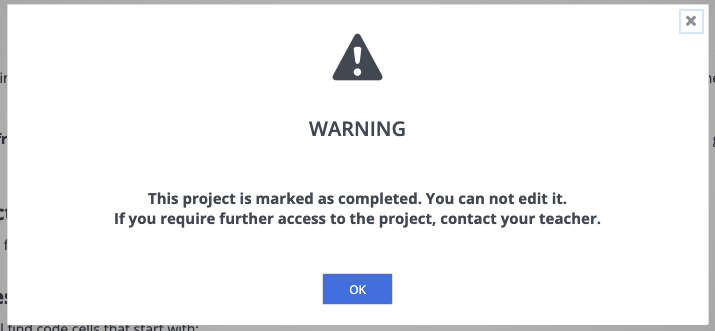 WARNING
This project is marked as completed. You can not edit it.
If you require further access to the project, contact your teacher.
OK
find code cells that start with: